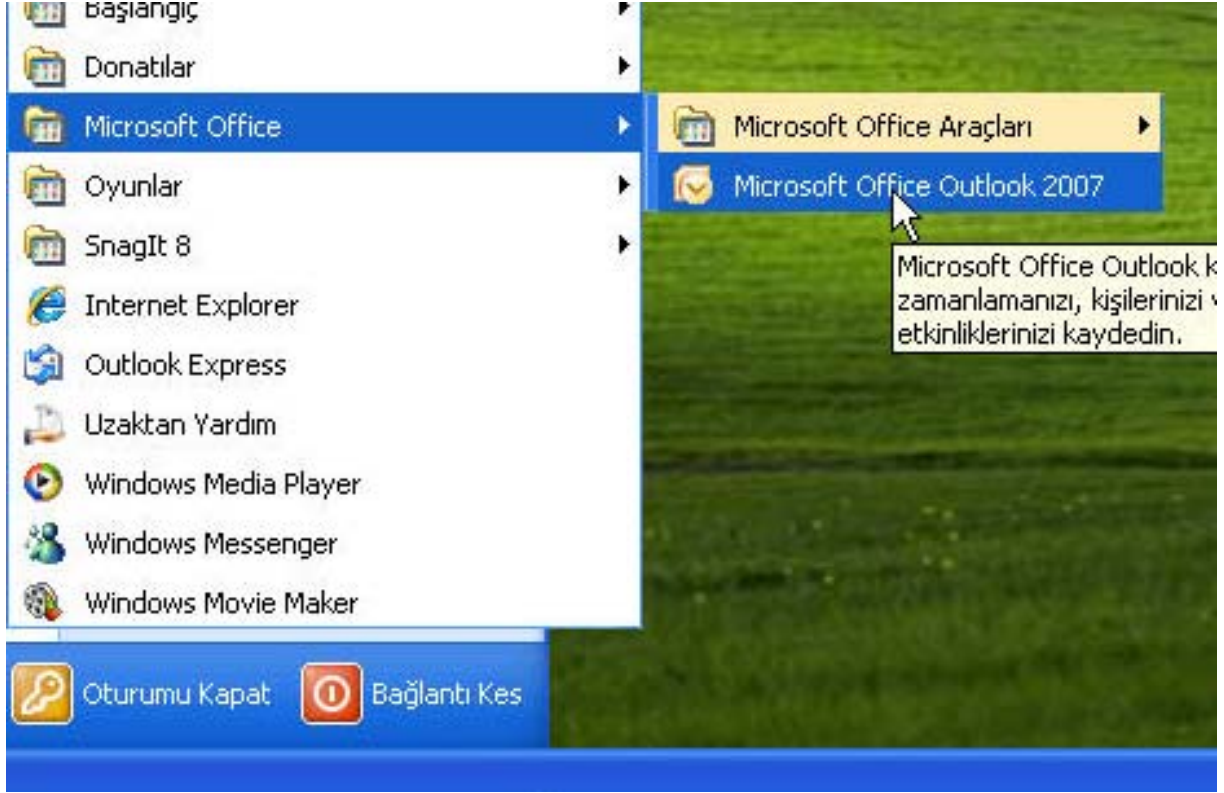 Başlangıç
Donatılar
Microsoft Office
Oyunlar
SnagIt 8
Internet Explorer
Outlook Express
Uzaktan Yardım
Windows Media Player
Windows Messenger
Windows Movie Maker
Oturumu Kapat
Bağlantı Kes
Microsoft Office Araçları
Microsoft Office Outlook 2007
Microsoft Office Outlook
zamanlamanızı, kişilerinizi
etkinliklerinizi kaydedin.